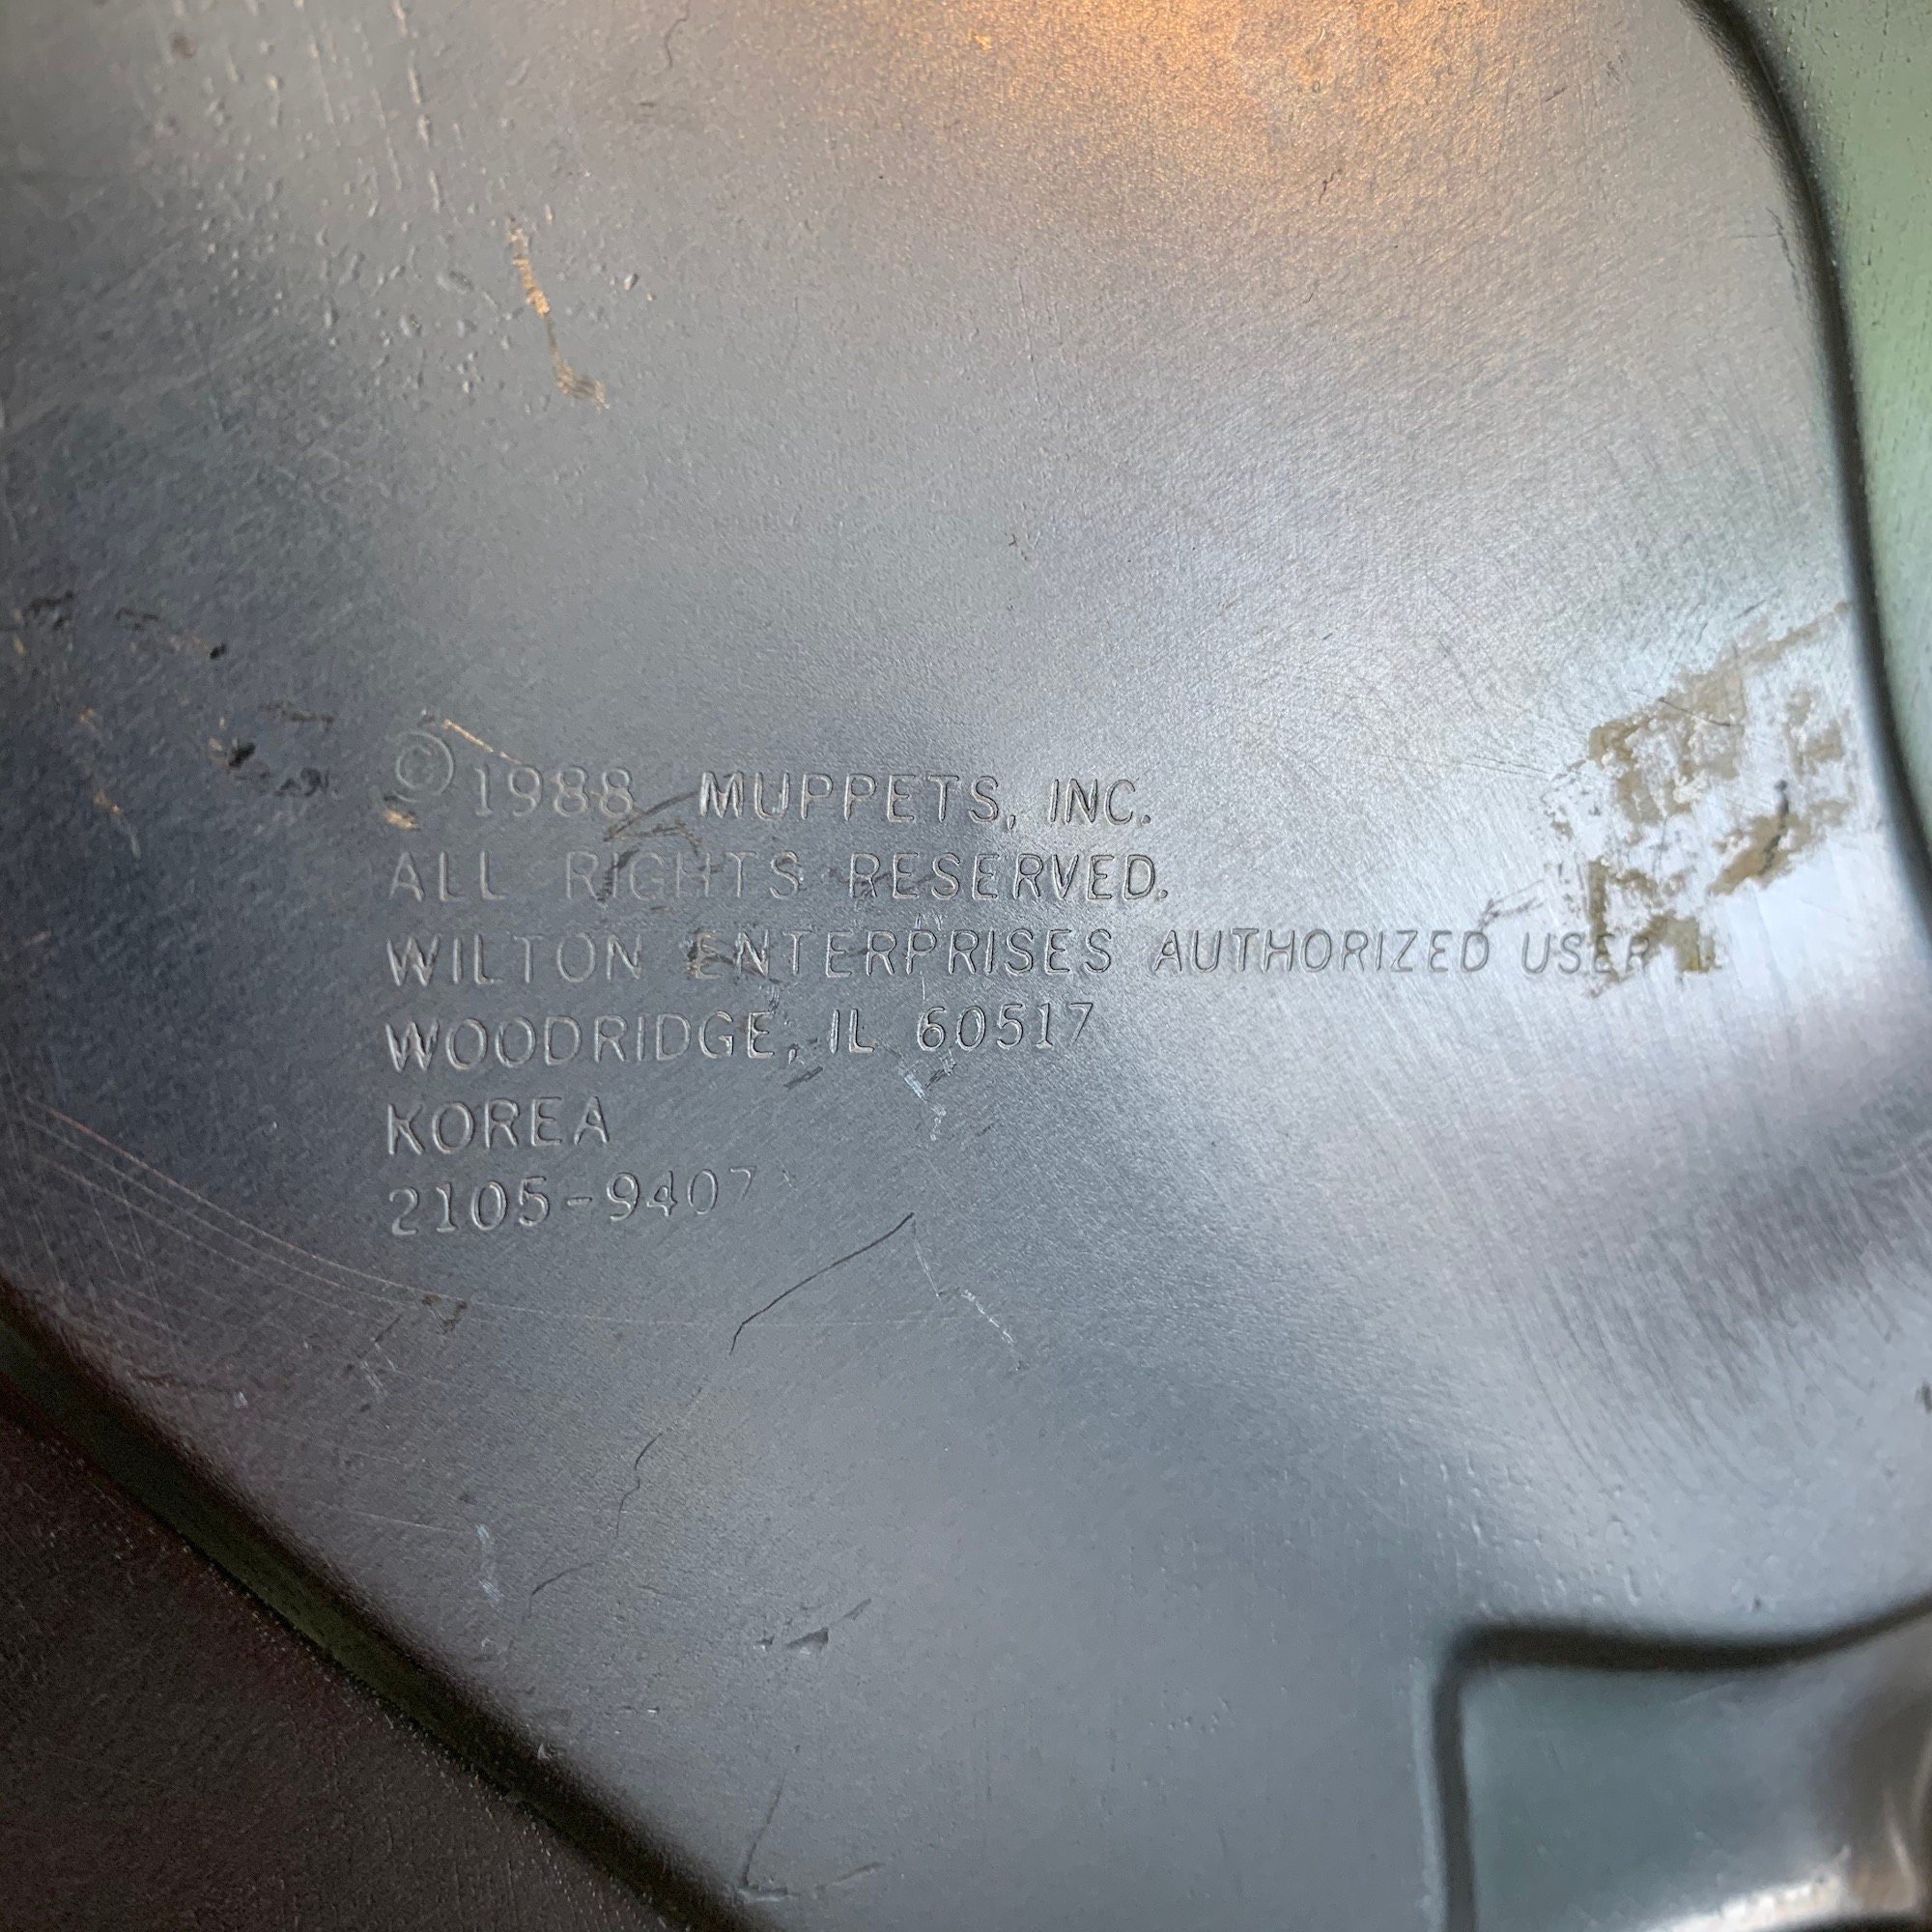 © 1988 MUPPETS, INC.
ALL RIGHTS RESERVED.
WILTON ENTERPRISES AUTHORIZED USER
WOODRIDGE, IL 60517
KOREA
2105-9407